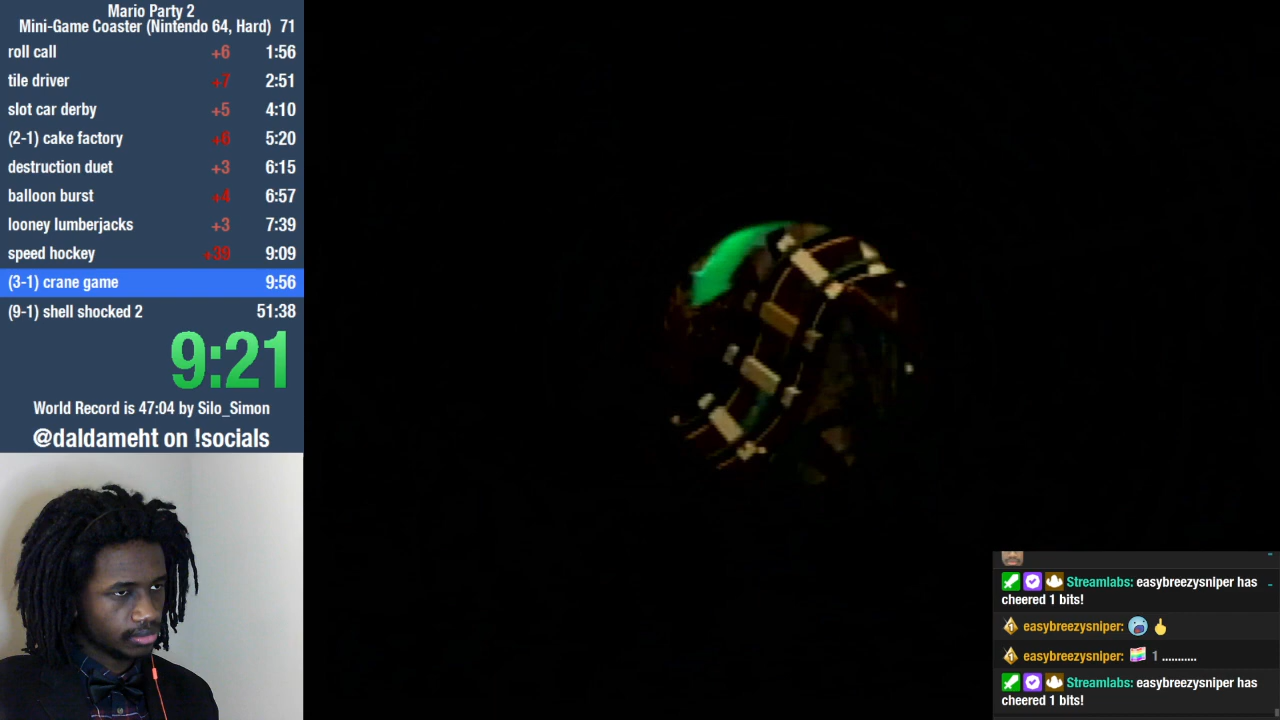 Mario Party 2
Mini-Game Coaster (Nintendo 64, Hard) 71
roll call +6 1:56
tile driver +7 2:51
slot car derby +5 4:10
(2-1) cake factory +6 5:20
destruction duet +3 6:15
balloon burst +4 6:57
looney lumberjacks +3 7:39
speed hockey +39 9:09
(3-1) crane game 9:56
(9-1) shell shocked 2 51:38
9:21
World Record is 47:04 by Silo_Simon
@daldameht on !socials
Streamlabs: easybreezysniper has
cheered 1 bits!
easybreezysniper:
easybreezysniper: 1 ...........
Streamlabs: easybreezysniper has
cheered 1 bits!